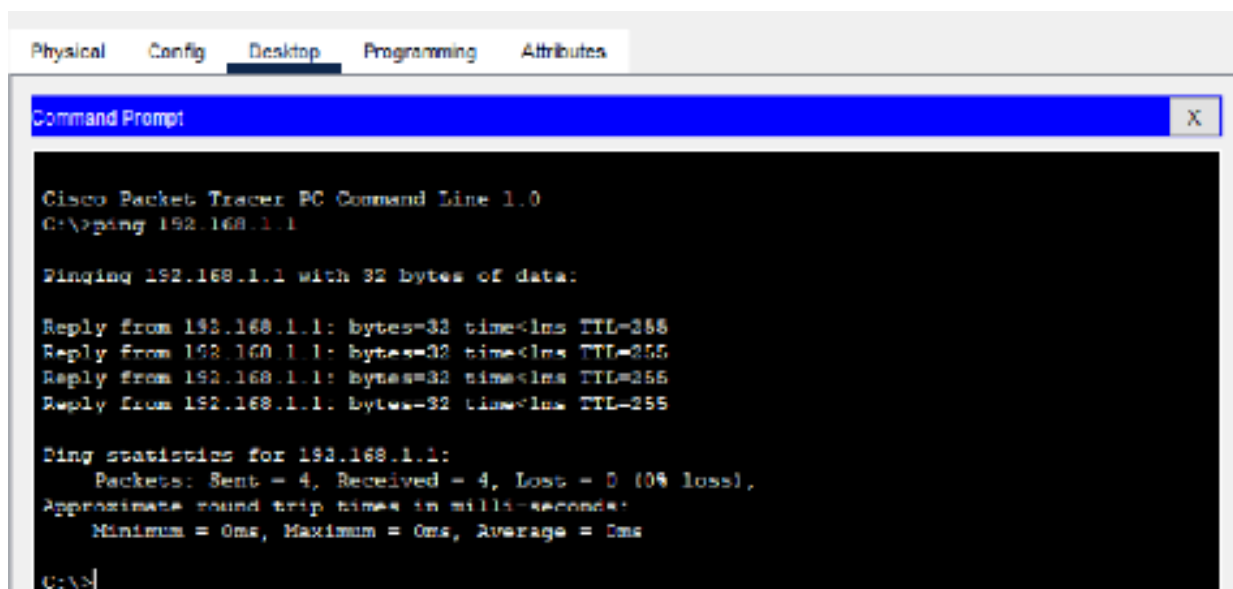 Physical Config Desktop Programming Attributes
Command Prompt X
Cisco Packet Tracer PC Command Line 1.0
C:\>ping 192.168.1.1
Pinging 192.168.1.1 with 32 bytes of data:
Reply from 192.168.1.1: bytes=32 time<1ms TTL=255
Reply from 192.168.1.1: bytes=32 time<1ms TTL=255
Reply from 192.168.1.1: bytes=32 time<1ms TTL=255
Reply from 192.168.1.1: bytes=32 time<1ms TTL=255
Ping statistics for 192.168.1.1:
Packets: Sent = 4, Received = 4, Lost = 0 (0% loss),
Approximate round trip times in milli-seconds:
Minimum = 0ms, Maximum = 0ms, Average = 0ms
C:\>